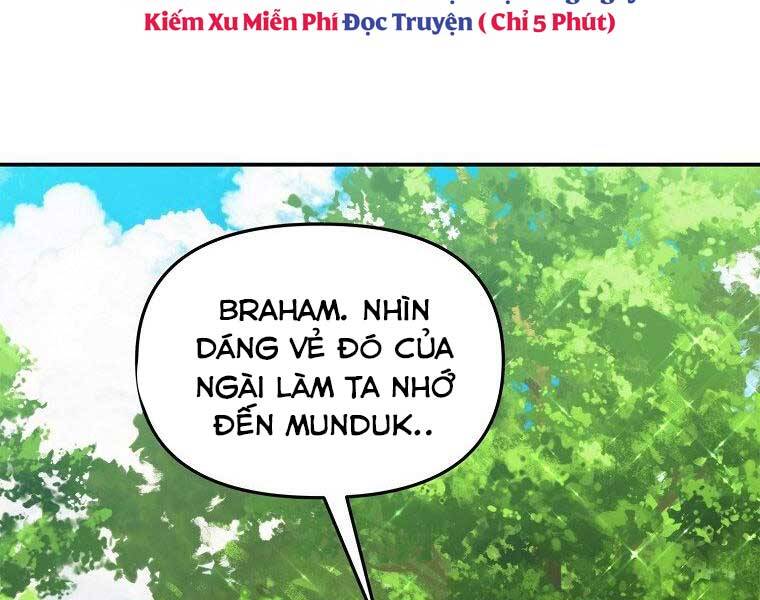 Kiếm Xu Miễn Phí Đọc Truyện ( Chỉ 5 Phút)
BRAHAM. NHÌN
DÁNG VẺ ĐÓ CỦA
NGÀI LÀM TA NHỚ
ĐẾN MUNDUK..